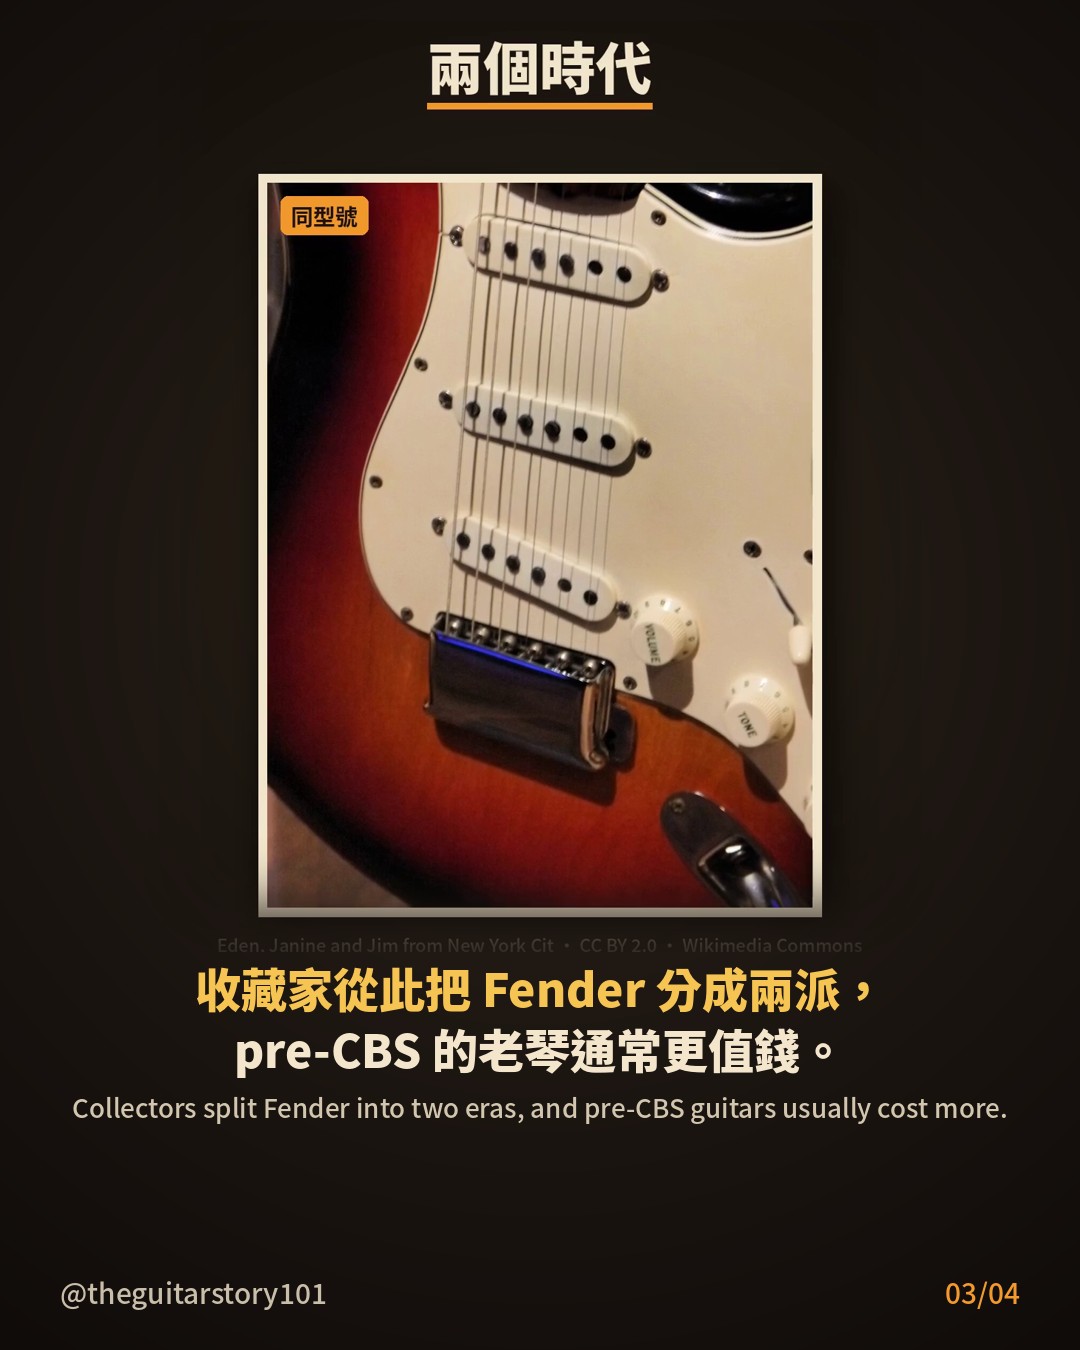 兩個時代
同型號
VOLUME
TONE
Eden, Janine and Jim from New York Cit • CC BY 2.0 • Wikimedia Commons
收藏家從此把 Fender 分成兩派，
pre-CBS 的老琴通常更值錢。
Collectors split Fender into two eras, and pre-CBS guitars usually cost more.
@theguitarstory101
03/04